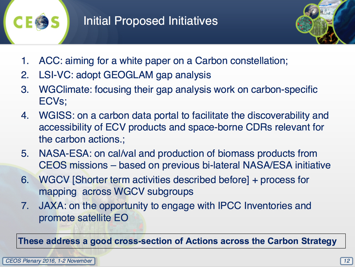 CEOS
Initial Proposed Initiatives
1. ACC: aiming for a white paper on a Carbon constellation;
2. LSI-VC: adopt GEOGLAM gap analysis
3. WGClimate: focusing their gap analysis work on carbon-specific
ECVs;
4. WGISS: on a carbon data portal to facilitate the discoverability and
accessibility of ECV products and space-borne CDRs relevant for
the carbon actions.;
5. NASA-ESA: on cal/val and production of biomass products from
CEOS missions – based on previous bi-lateral NASA/ESA initiative
6. WGCV [Shorter term activities described before] + process for
mapping across WGCV subgroups
7. JAXA: on the opportunity to engage with IPCC Inventories and
promote satellite EO
These address a good cross-section of Actions across the Carbon Strategy
CEOS Plenary 2016, 1-2 November
12